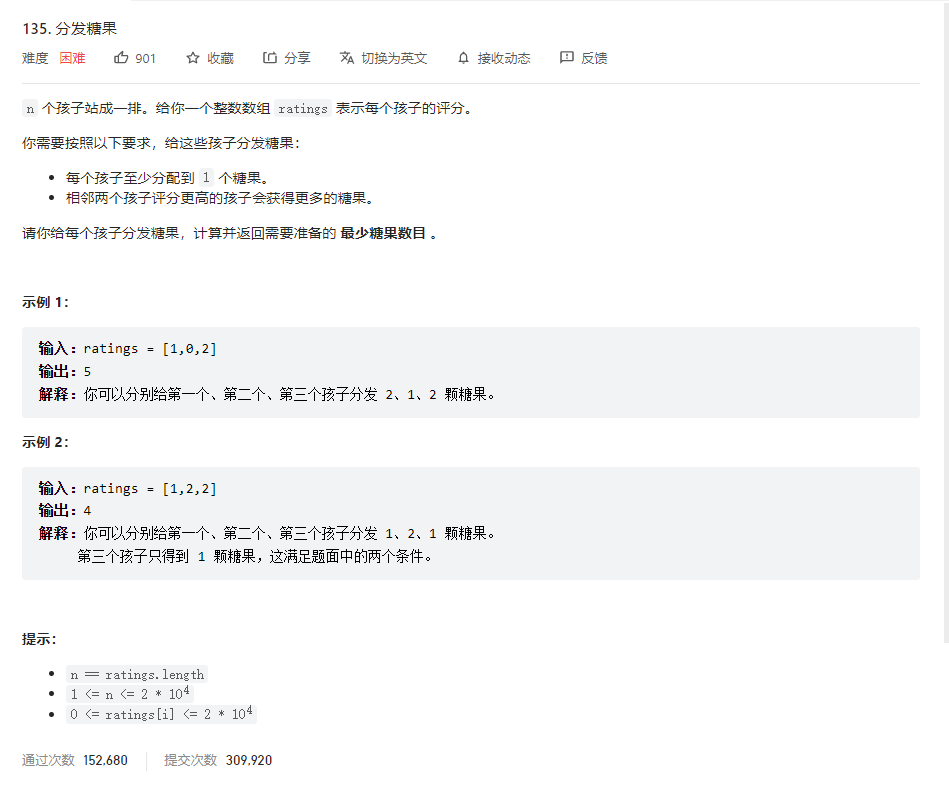 135. 分发糖果
难度 困难 901 收藏 分享 切换为英文 接收动态 反馈
n 个孩子站成一排。给你一个整数数组 ratings 表示每个孩子的评分。
你需要按照以下要求，给这些孩子分发糖果：
• 每个孩子至少分配到 1 个糖果。
• 相邻两个孩子评分更高的孩子会获得更多的糖果。
请你给每个孩子分发糖果，计算并返回需要准备的 最少糖果数目 。
示例 1：
输入：ratings = [1,0,2]
输出：5
解释：你可以分别给第一个、第二个、第三个孩子分发 2、1、2 颗糖果。
示例 2：
输入：ratings = [1,2,2]
输出：4
解释：你可以分别给第一个、第二个、第三个孩子分发 1、2、1 颗糖果。
第三个孩子只得到 1 颗糖果，这满足题面中的两个条件。
提示：
• n == ratings.length
• 1 <= n <= 2 * 10⁴
• 0 <= ratings[i] <= 2 * 10⁴
通过次数 152,680 提交次数 309,920